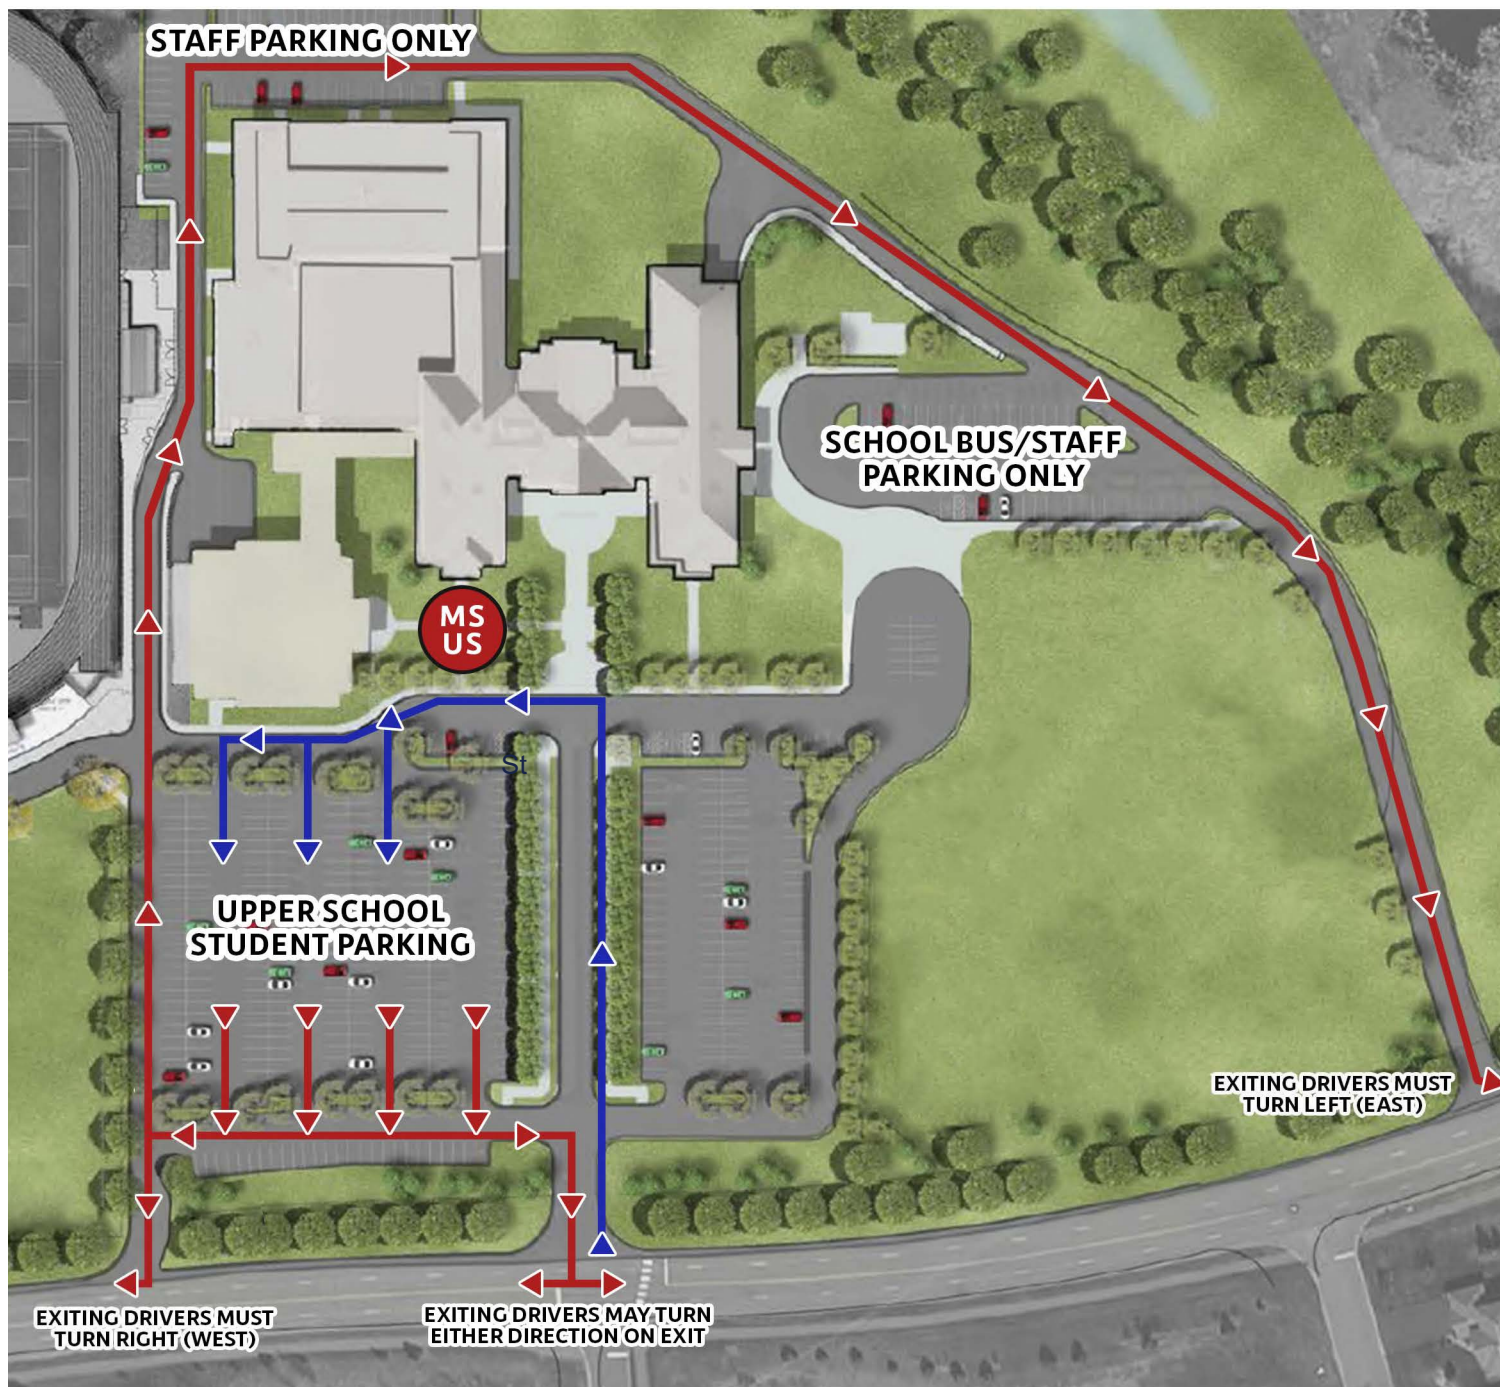 STAFF PARKING ONLY
SCHOOL BUS/STAFF
PARKING ONLY
MS
US
St
UPPER SCHOOL
STUDENT PARKING
EXITING DRIVERS MUST
TURN LEFT (EAST)
EXITING DRIVERS MUST
TURN RIGHT (WEST)
EXITING DRIVERS MAY TURN
EITHER DIRECTION ON EXIT